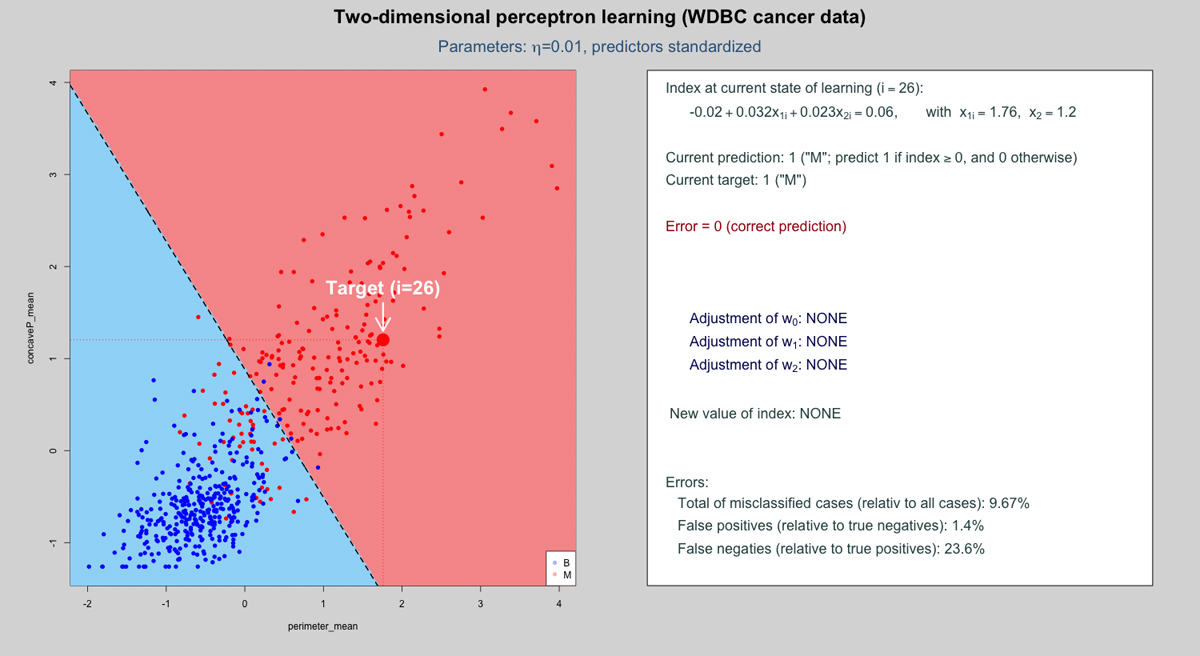 Two-dimensional perceptron learning (WDBC cancer data)
Parameters: η=0.01, predictors standardized
4
3
2
1
0
-1
concaveP_mean
Target (i=26)
B
M
-2 -1 0 1 2 3 4
perimeter_mean
Index at current state of learning (i = 26):
-0.02 + 0.032x₁ᵢ + 0.023x₂ᵢ = 0.06, with x₁ᵢ = 1.76, x₂ = 1.2
Current prediction: 1 ("M"; predict 1 if index ≥ 0, and 0 otherwise)
Current target: 1 ("M")
Error = 0 (correct prediction)
Adjustment of w₀: NONE
Adjustment of w₁: NONE
Adjustment of w₂: NONE
New value of index: NONE
Errors:
Total of misclassified cases (relativ to all cases): 9.67%
False positives (relative to true negatives): 1.4%
False negaties (relative to true positives): 23.6%